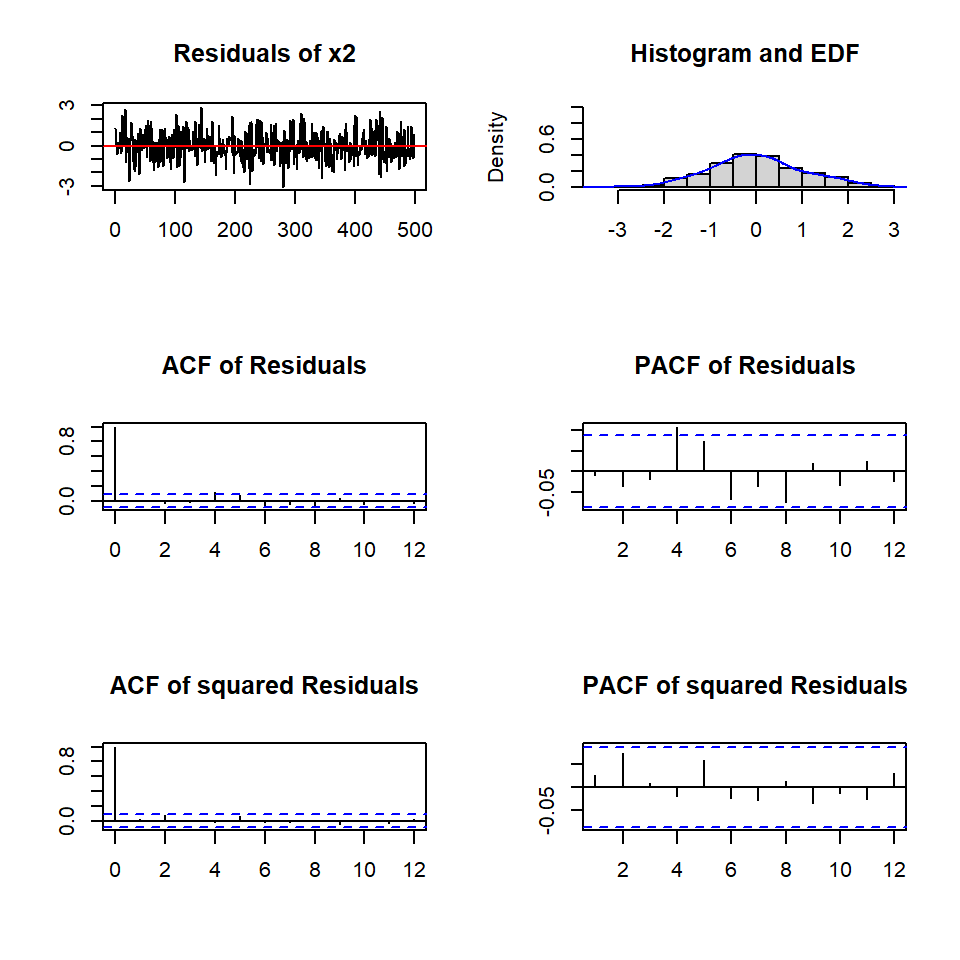 Residuals of x2
3
0
-3
0 100 200 300 400 500
Histogram and EDF
Density
0.6
0.0
-3 -2 -1 0 1 2 3
ACF of Residuals
0.8
0.0
0 2 4 6 8 10 12
PACF of Residuals
-0.05
2 4 6 8 10 12
ACF of squared Residuals
0.8
0.0
0 2 4 6 8 10 12
PACF of squared Residuals
-0.05
2 4 6 8 10 12